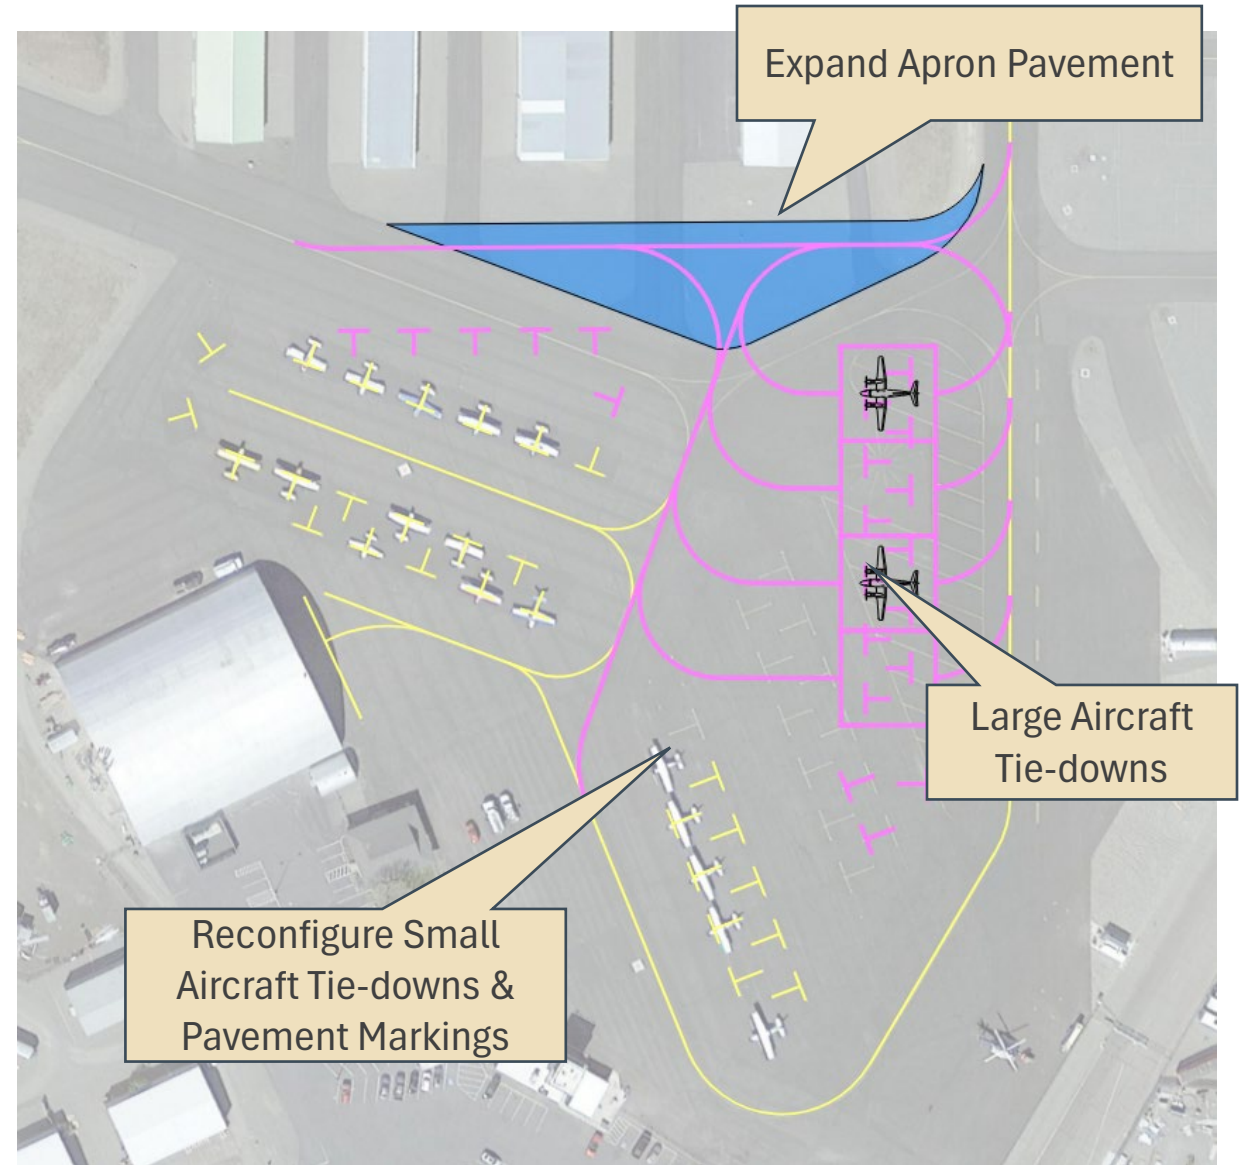 Expand Apron Pavement
Large Aircraft
Tie-downs
Reconfigure Small
Aircraft Tie-downs &
Pavement Markings